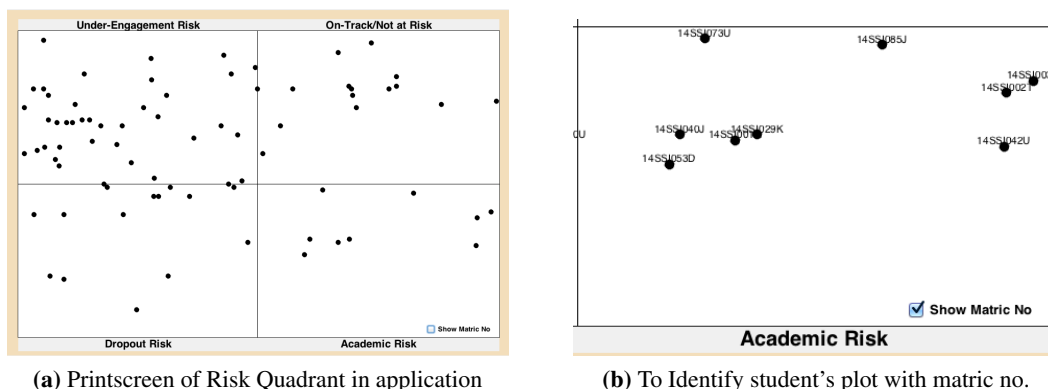 Under-Engagement Risk
On-Track/Not at Risk
Show Matric No
Dropout Risk
Academic Risk
(a) Printscreen of Risk Quadrant in application
14SSI073U
14SSI085J
14SSI002T
14SSI040J
14SSI029K
14SSI042U
14SSI053D
Show Matric No
Academic Risk
(b) To Identify student's plot with matric no.